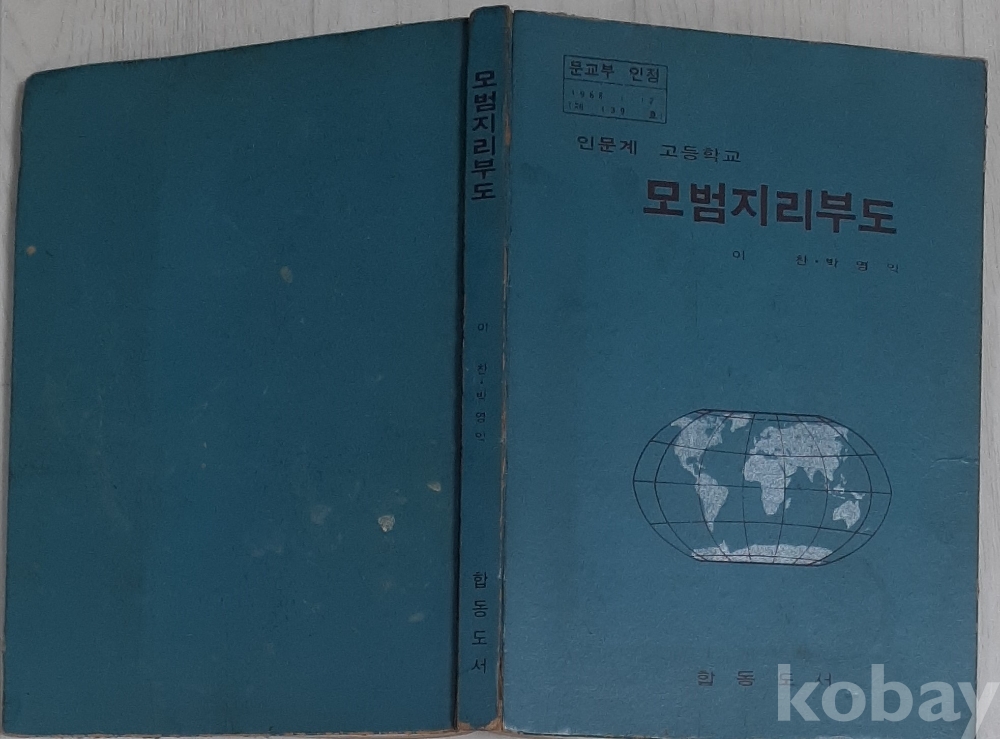 모범지리부도
이 찬·박영익
합동도서
문교부 인정
1968 . 12
인문계 고등학교
모범지리부도
이 찬·박영익
합동도서
kobay